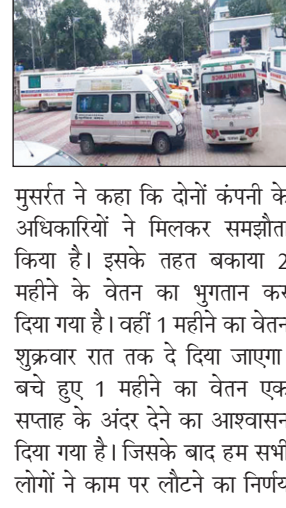 मुसर्रत ने कहा कि दोनों कंपनी के
अधिकारियों ने मिलकर समझौता
किया है। इसके तहत बकाया 2
महीने के वेतन का भुगतान कर
दिया गया है। वहीं 1 महीने का वेतन
शुक्रवार रात तक दे दिया जाएगा
बचे हुए 1 महीने का वेतन एक
सप्ताह के अंदर देने का आश्वासन
दिया गया है। जिसके बाद हम सभी
लोगों ने काम पर लौटने का निर्णय